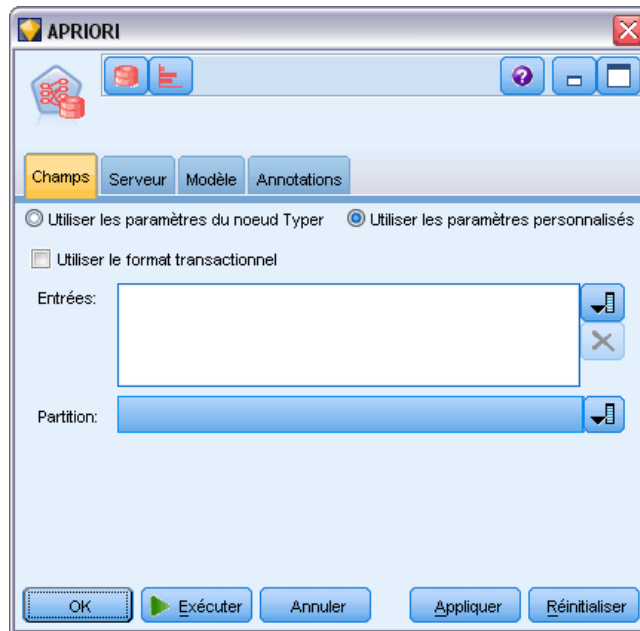 APRIORI
?
Champs Serveur Modèle Annotations
Utiliser les paramètres du noeud Typer Utiliser les paramètres personnalisés
Utiliser le format transactionnel
Entrées:
Partition:
OK Exécuter Annuler Appliquer Réinitialiser